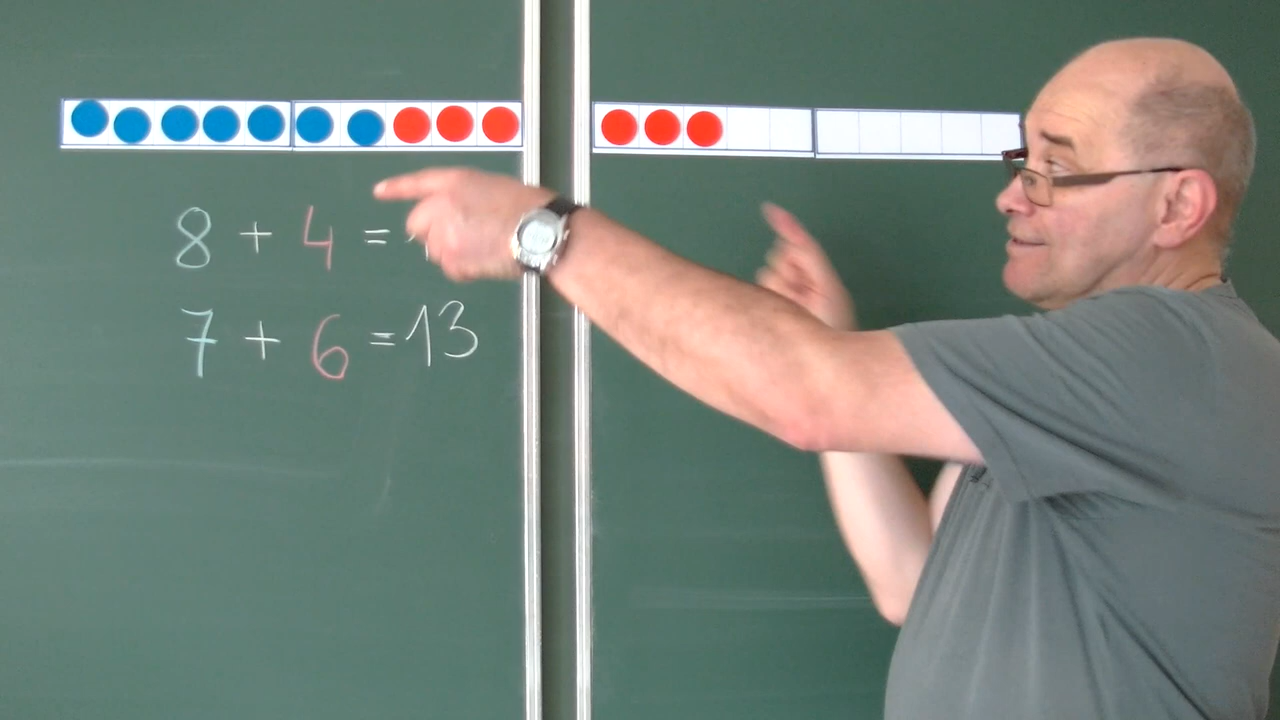 8 + 4 =
7 + 6 = 13